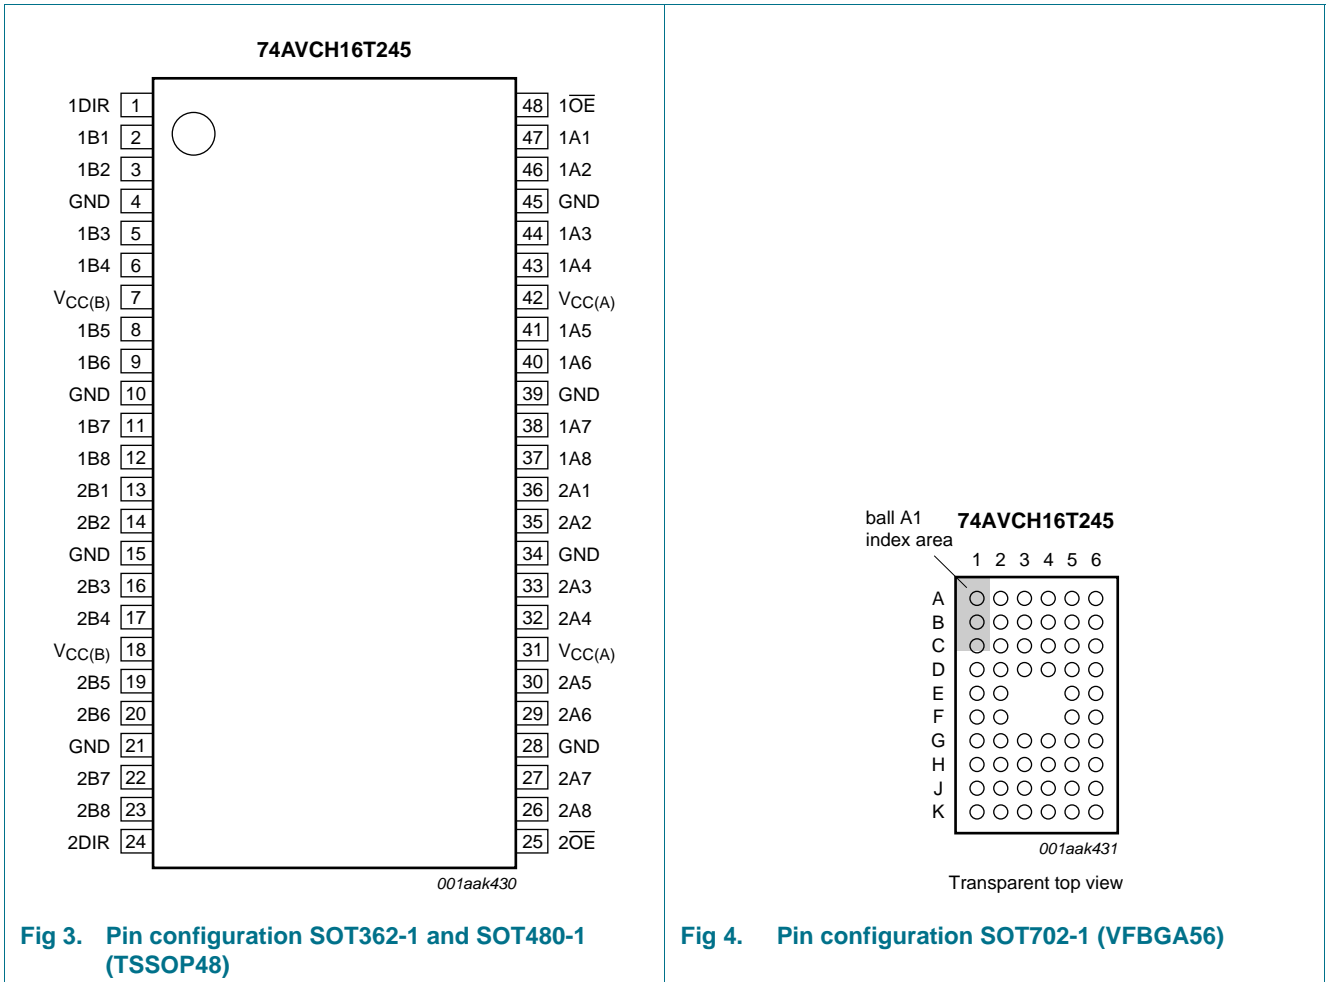 74AVCH16T245
1DIR 1 48 1OE
1B1 2 47 1A1
1B2 3 46 1A2
GND 4 45 GND
1B3 5 44 1A3
1B4 6 43 1A4
VCC(B) 7 42 VCC(A)
1B5 8 41 1A5
1B6 9 40 1A6
GND 10 39 GND
1B7 11 38 1A7
1B8 12 37 1A8
2B1 13 36 2A1
2B2 14 35 2A2
GND 15 34 GND
2B3 16 33 2A3
2B4 17 32 2A4
VCC(B) 18 31 VCC(A)
2B5 19 30 2A5
2B6 20 29 2A6
GND 21 28 GND
2B7 22 27 2A7
2B8 23 26 2A8
2DIR 24 25 2OE
001aak430
Fig 3. Pin configuration SOT362-1 and SOT480-1
(TSSOP48)
ball A1
index area
74AVCH16T245
1 2 3 4 5 6
A
B
C
D
E
F
G
H
J
K
001aak431
Transparent top view
Fig 4. Pin configuration SOT702-1 (VFBGA56)